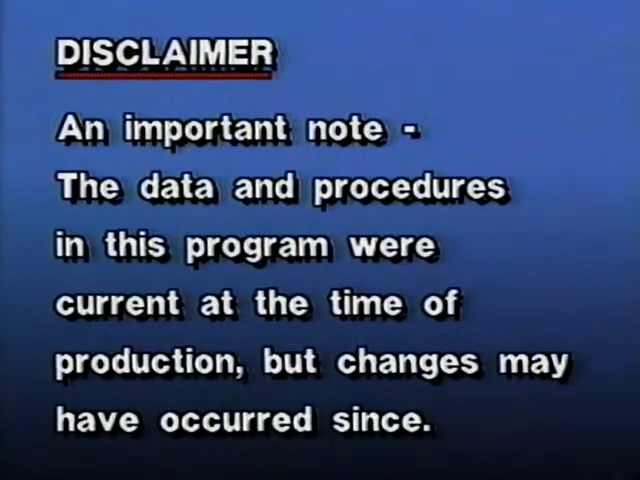 DISCLAIMER
An important note -
The data and procedures
in this program were
current at the time of
production, but changes may
have occurred since.